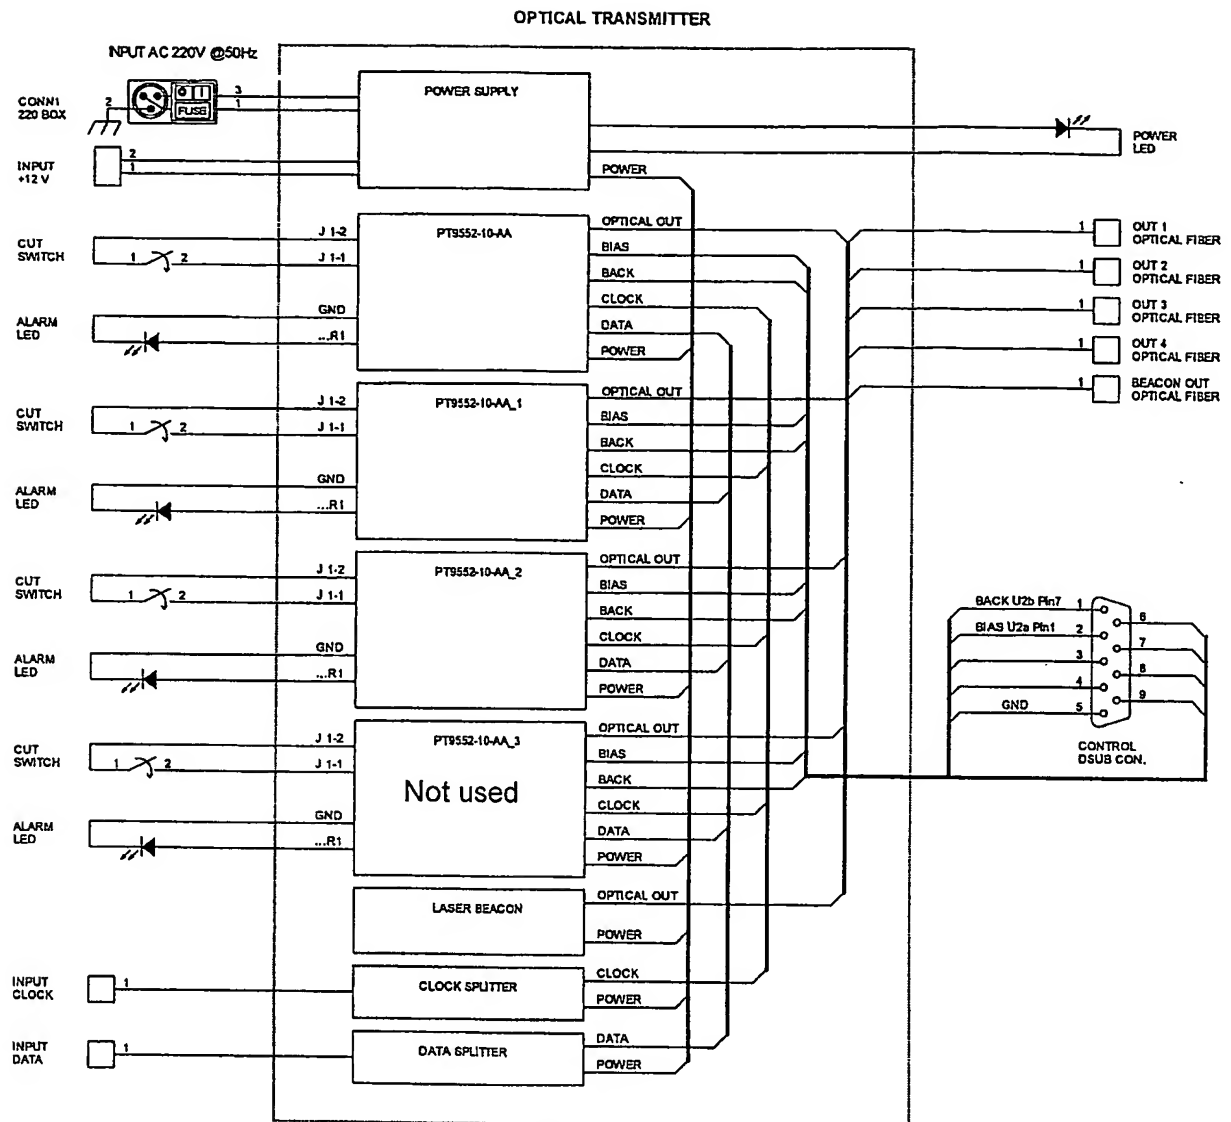 OPTICAL TRANSMITTER
INPUT AC 220V @50Hz
CONN1
220 BOX
2
FUSE
3
1
POWER SUPPLY
POWER
LED
INPUT
+12 V
2
1
POWER
CUT
SWITCH
1 2
J 1-2
J 1-1
PT9552-10-AA
OPTICAL OUT
BIAS
BACK
CLOCK
DATA
POWER
ALARM
LED
GND
...R1
1
OUT 1
OPTICAL FIBER
1
OUT 2
OPTICAL FIBER
1
OUT 3
OPTICAL FIBER
1
OUT 4
OPTICAL FIBER
1
BEACON OUT
OPTICAL FIBER
CUT
SWITCH
1 2
J 1-2
J 1-1
PT9552-10-AA_1
OPTICAL OUT
BIAS
BACK
CLOCK
DATA
POWER
ALARM
LED
GND
...R1
CUT
SWITCH
1 2
J 1-2
J 1-1
PT9552-10-AA_2
OPTICAL OUT
BIAS
BACK
CLOCK
DATA
POWER
ALARM
LED
GND
...R1
BACK U2b Pin7 1
BIAS U2a Pin1 2
3
4
GND 5
6
7
8
9
CONTROL
DSUB CON.
CUT
SWITCH
1 2
J 1-2
J 1-1
PT9552-10-AA_3
Not used
OPTICAL OUT
BIAS
BACK
CLOCK
DATA
POWER
ALARM
LED
GND
...R1
LASER BEACON
OPTICAL OUT
POWER
INPUT
CLOCK
1
CLOCK SPLITTER
CLOCK
POWER
INPUT
DATA
1
DATA SPLITTER
DATA
POWER